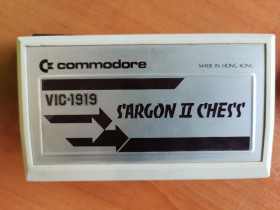 commodore
MADE IN HONG KONG
VIC-1919
SARGON II CHESS